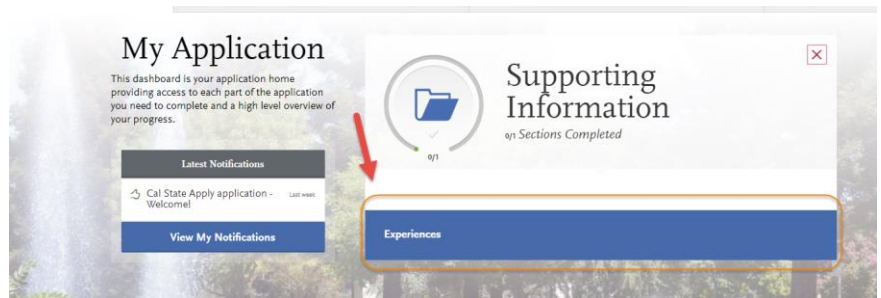 My Application
This dashboard is your application home
providing access to each part of the application
you need to complete and a high level overview of
your progress.
Latest Notifications
Cal State Apply application -
Welcome!
Last week
View My Notifications
Supporting
Information
0/1 Sections Completed
0/1
Experiences